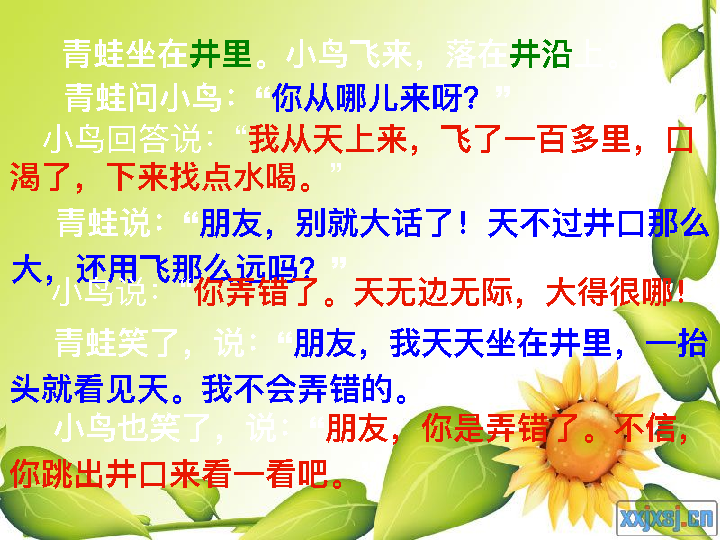 青蛙坐在井里。小鸟飞来，落在井沿上。
青蛙问小鸟：“你从哪儿来呀？”
小鸟回答说：“我从天上来，飞了一百多里，口
渴了，下来找点水喝。”
青蛙说：“朋友，别就大话了！天不过井口那么
大，还用飞那么远吗？”
小鸟说：“你弄错了。天无边无际，大得很哪！
青蛙笑了，说：“朋友，我天天坐在井里，一抬
头就看见天。我不会弄错的。
小鸟也笑了，说：“朋友，你是弄错了。不信，
你跳出井口来看一看吧。
xxjxsj.cn